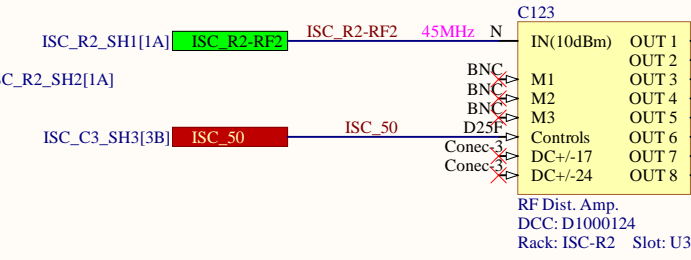 C123
ISC_R2_SH1[1A] ISC_R2-RF2 ISC_R2-RF2 45MHz N IN(10dBm) OUT 1
OUT 2
C_R2_SH2[1A] BNC M1 OUT 3
BNC M2 OUT 4
BNC M3 OUT 5
ISC_C3_SH3[3B] ISC_50 ISC_50 D25F Controls OUT 6
Conec-3 DC+/-17 OUT 7
Conec-3 DC+/-24 OUT 8
RF Dist. Amp.
DCC: D1000124
Rack: ISC-R2 Slot: U3